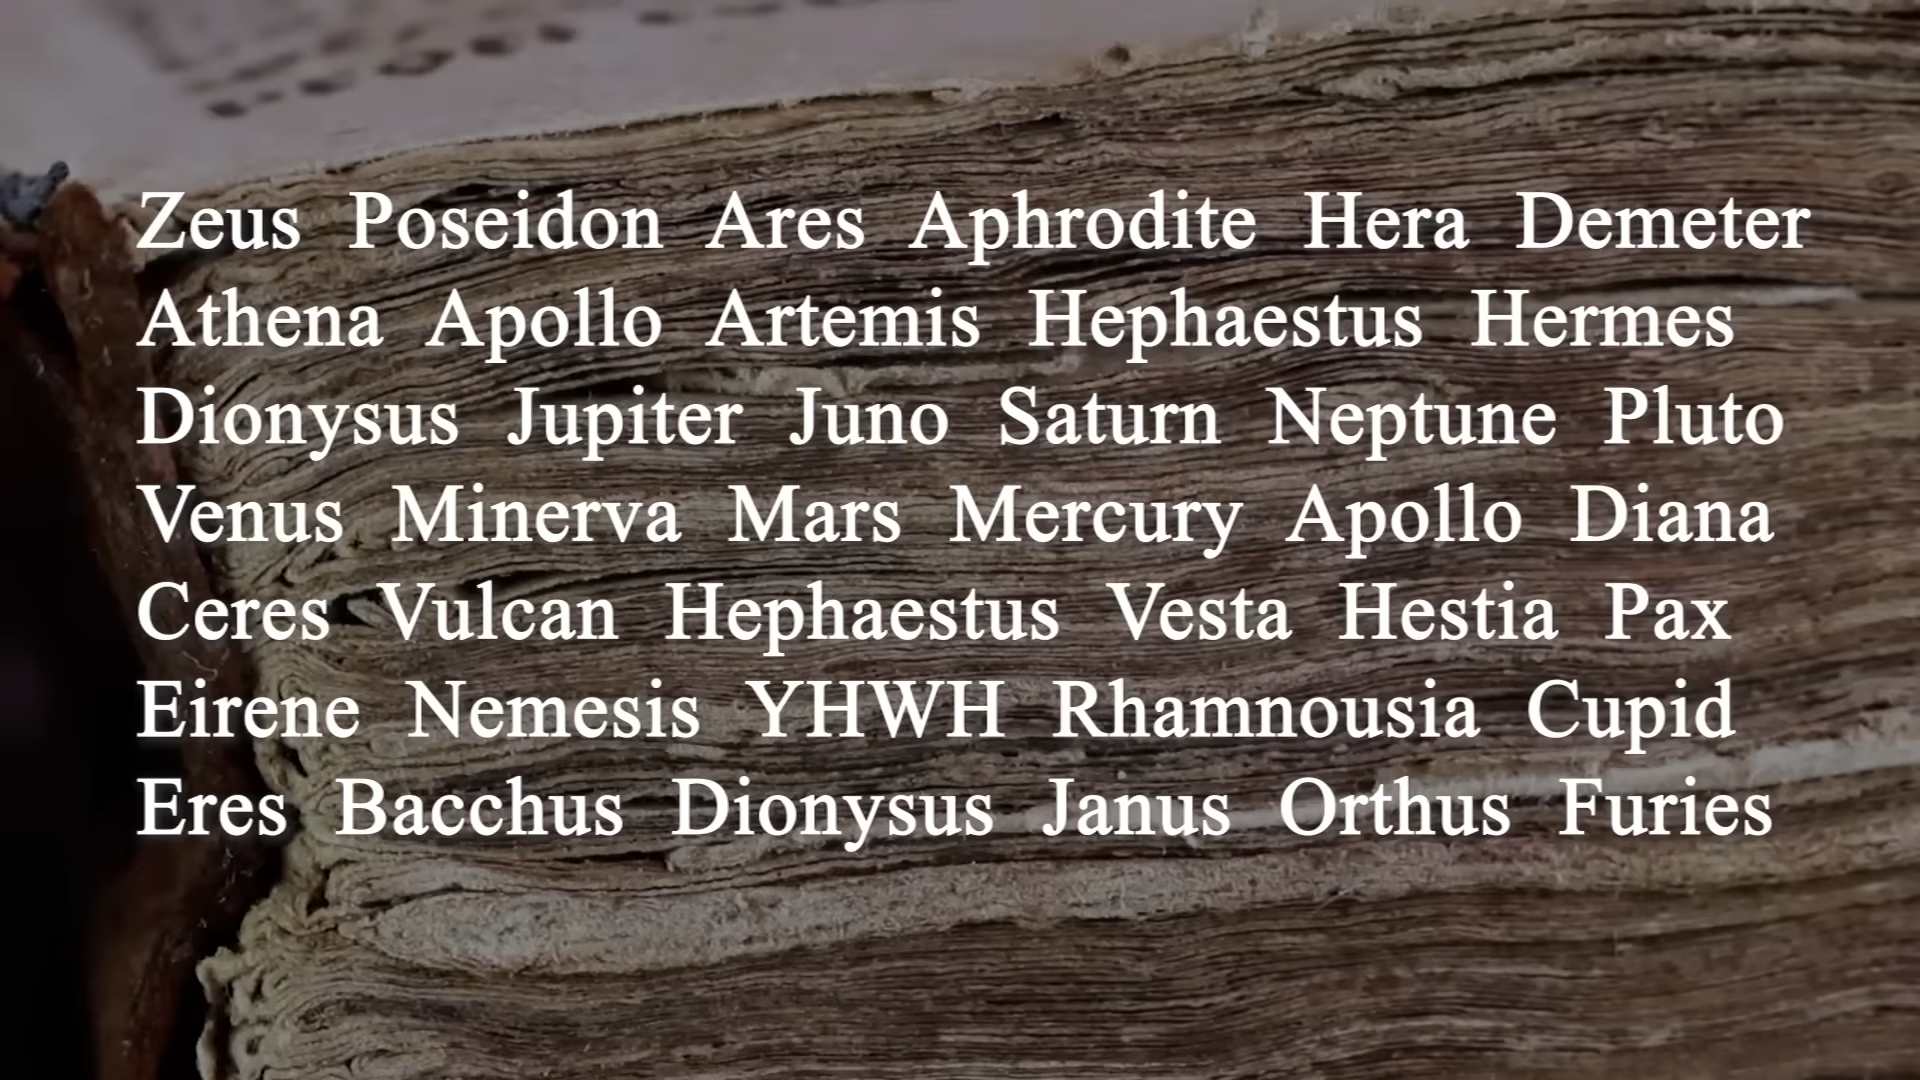 Zeus Poseidon Ares Aphrodite Hera Demeter
Athena Apollo Artemis Hephaestus Hermes
Dionysus Jupiter Juno Saturn Neptune Pluto
Venus Minerva Mars Mercury Apollo Diana
Ceres Vulcan Hephaestus Vesta Hestia Pax
Eirene Nemesis YHWH Rhamnousia Cupid
Eres Bacchus Dionysus Janus Orthus Furies